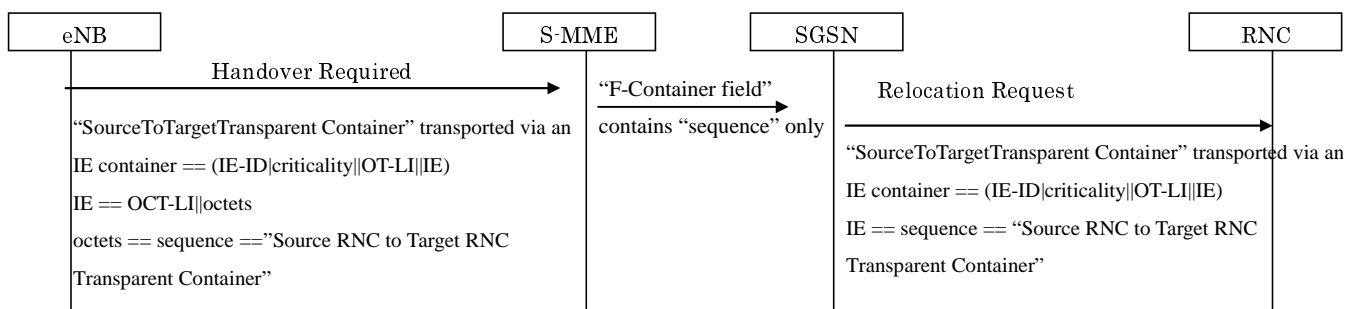 eNB
S-MME
SGSN
RNC
Handover Required
“F-Container field”
contains “sequence” only
Relocation Request
“SourceToTargetTransparent Container” transported via an
IE container == (IE-ID|criticality||OT-LI||IE)
IE == OCT-LI||octets
octets == sequence ==”Source RNC to Target RNC
Transparent Container”
“SourceToTargetTransparent Container” transported via an
IE container == (IE-ID|criticality||OT-LI||IE)
IE == sequence == “Source RNC to Target RNC
Transparent Container”